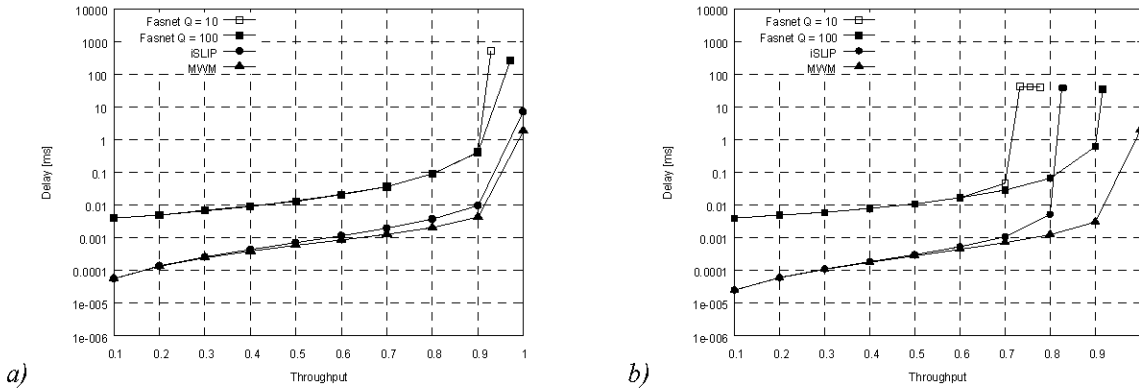 10000
1000
100
10
1
0.1
0.01
0.001
0.0001
1e-005
1e-006
Delay [ms]
Fasnet Q = 10
Fasnet Q = 100
iSLIP
MWM
0.1 0.2 0.3 0.4 0.5 0.6 0.7 0.8 0.9 1
Throughput
a)
10000
1000
100
10
1
0.1
0.01
0.001
0.0001
1e-005
1e-006
Delay [ms]
Fasnet Q = 10
Fasnet Q = 100
iSLIP
MWM
0.1 0.2 0.3 0.4 0.5 0.6 0.7 0.8 0.9
Throughput
b)